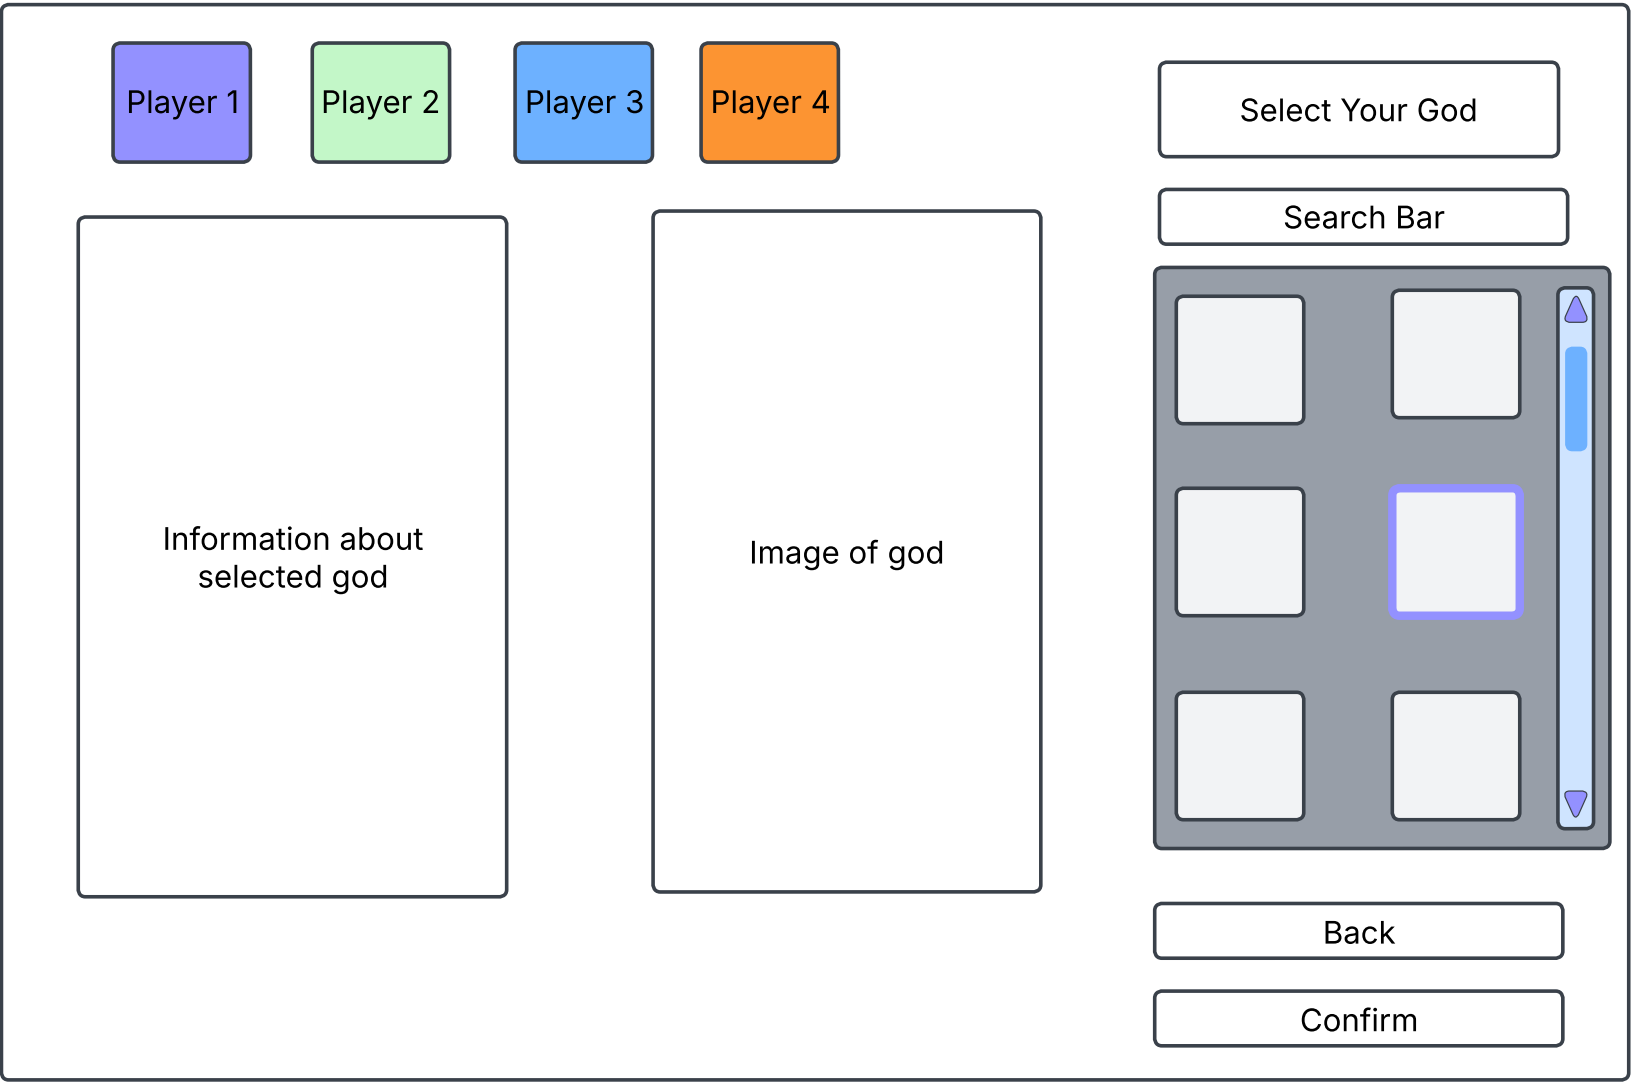 Player 1
Player 2
Player 3
Player 4
Select Your God
Search Bar
Information about
selected god
Image of god
Back
Confirm